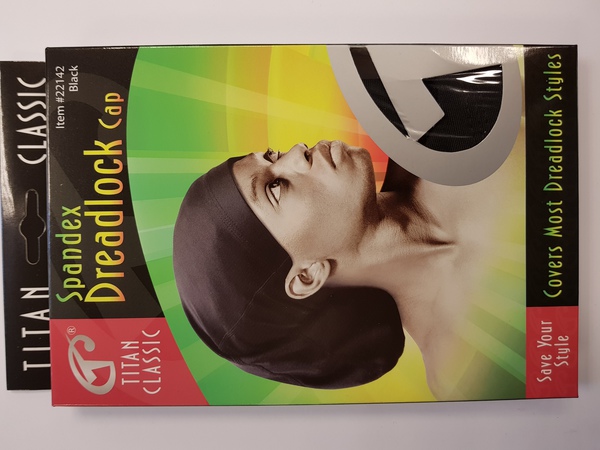 TITAN CLASSIC
Item #22142
Black
Spandex
Dreadlock Cap
®
TITAN
CLASSIC
Covers Most Dreadlock Styles
Save Your
Style